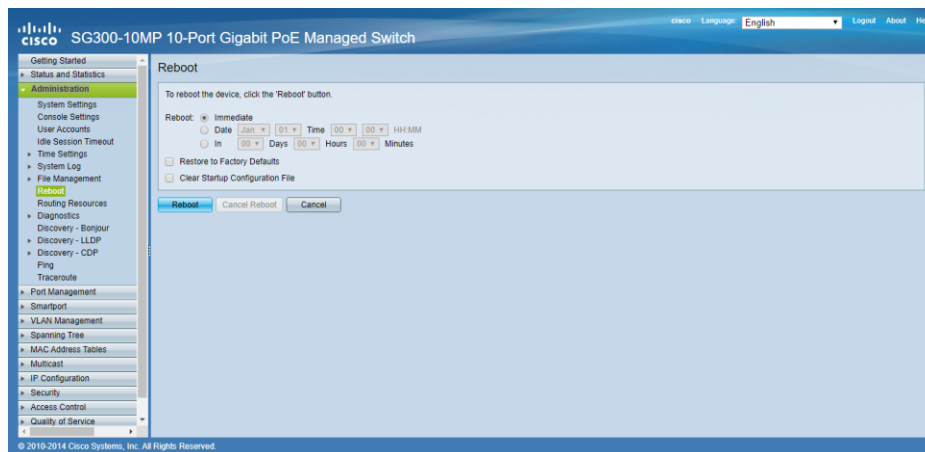 cisco Language: English Logout About He
CISCO SG300-10MP 10-Port Gigabit PoE Managed Switch
Getting Started
Status and Statistics
Administration
System Settings
Console Settings
User Accounts
Idle Session Timeout
Time Settings
System Log
File Management
Reboot
Routing Resources
Diagnostics
Discovery - Bonjour
Discovery - LLDP
Discovery - CDP
Ping
Traceroute
Port Management
Smartport
VLAN Management
Spanning Tree
MAC Address Tables
Multicast
IP Configuration
Security
Access Control
Quality of Service
Reboot
To reboot the device, click the 'Reboot' button.
Reboot: Immediate
Date Jan 01 Time 00 00 HH:MM
In 00 Days 00 Hours 00 Minutes
Restore to Factory Defaults
Clear Startup Configuration File
Reboot Cancel Reboot Cancel
© 2010-2014 Cisco Systems, Inc. All Rights Reserved.